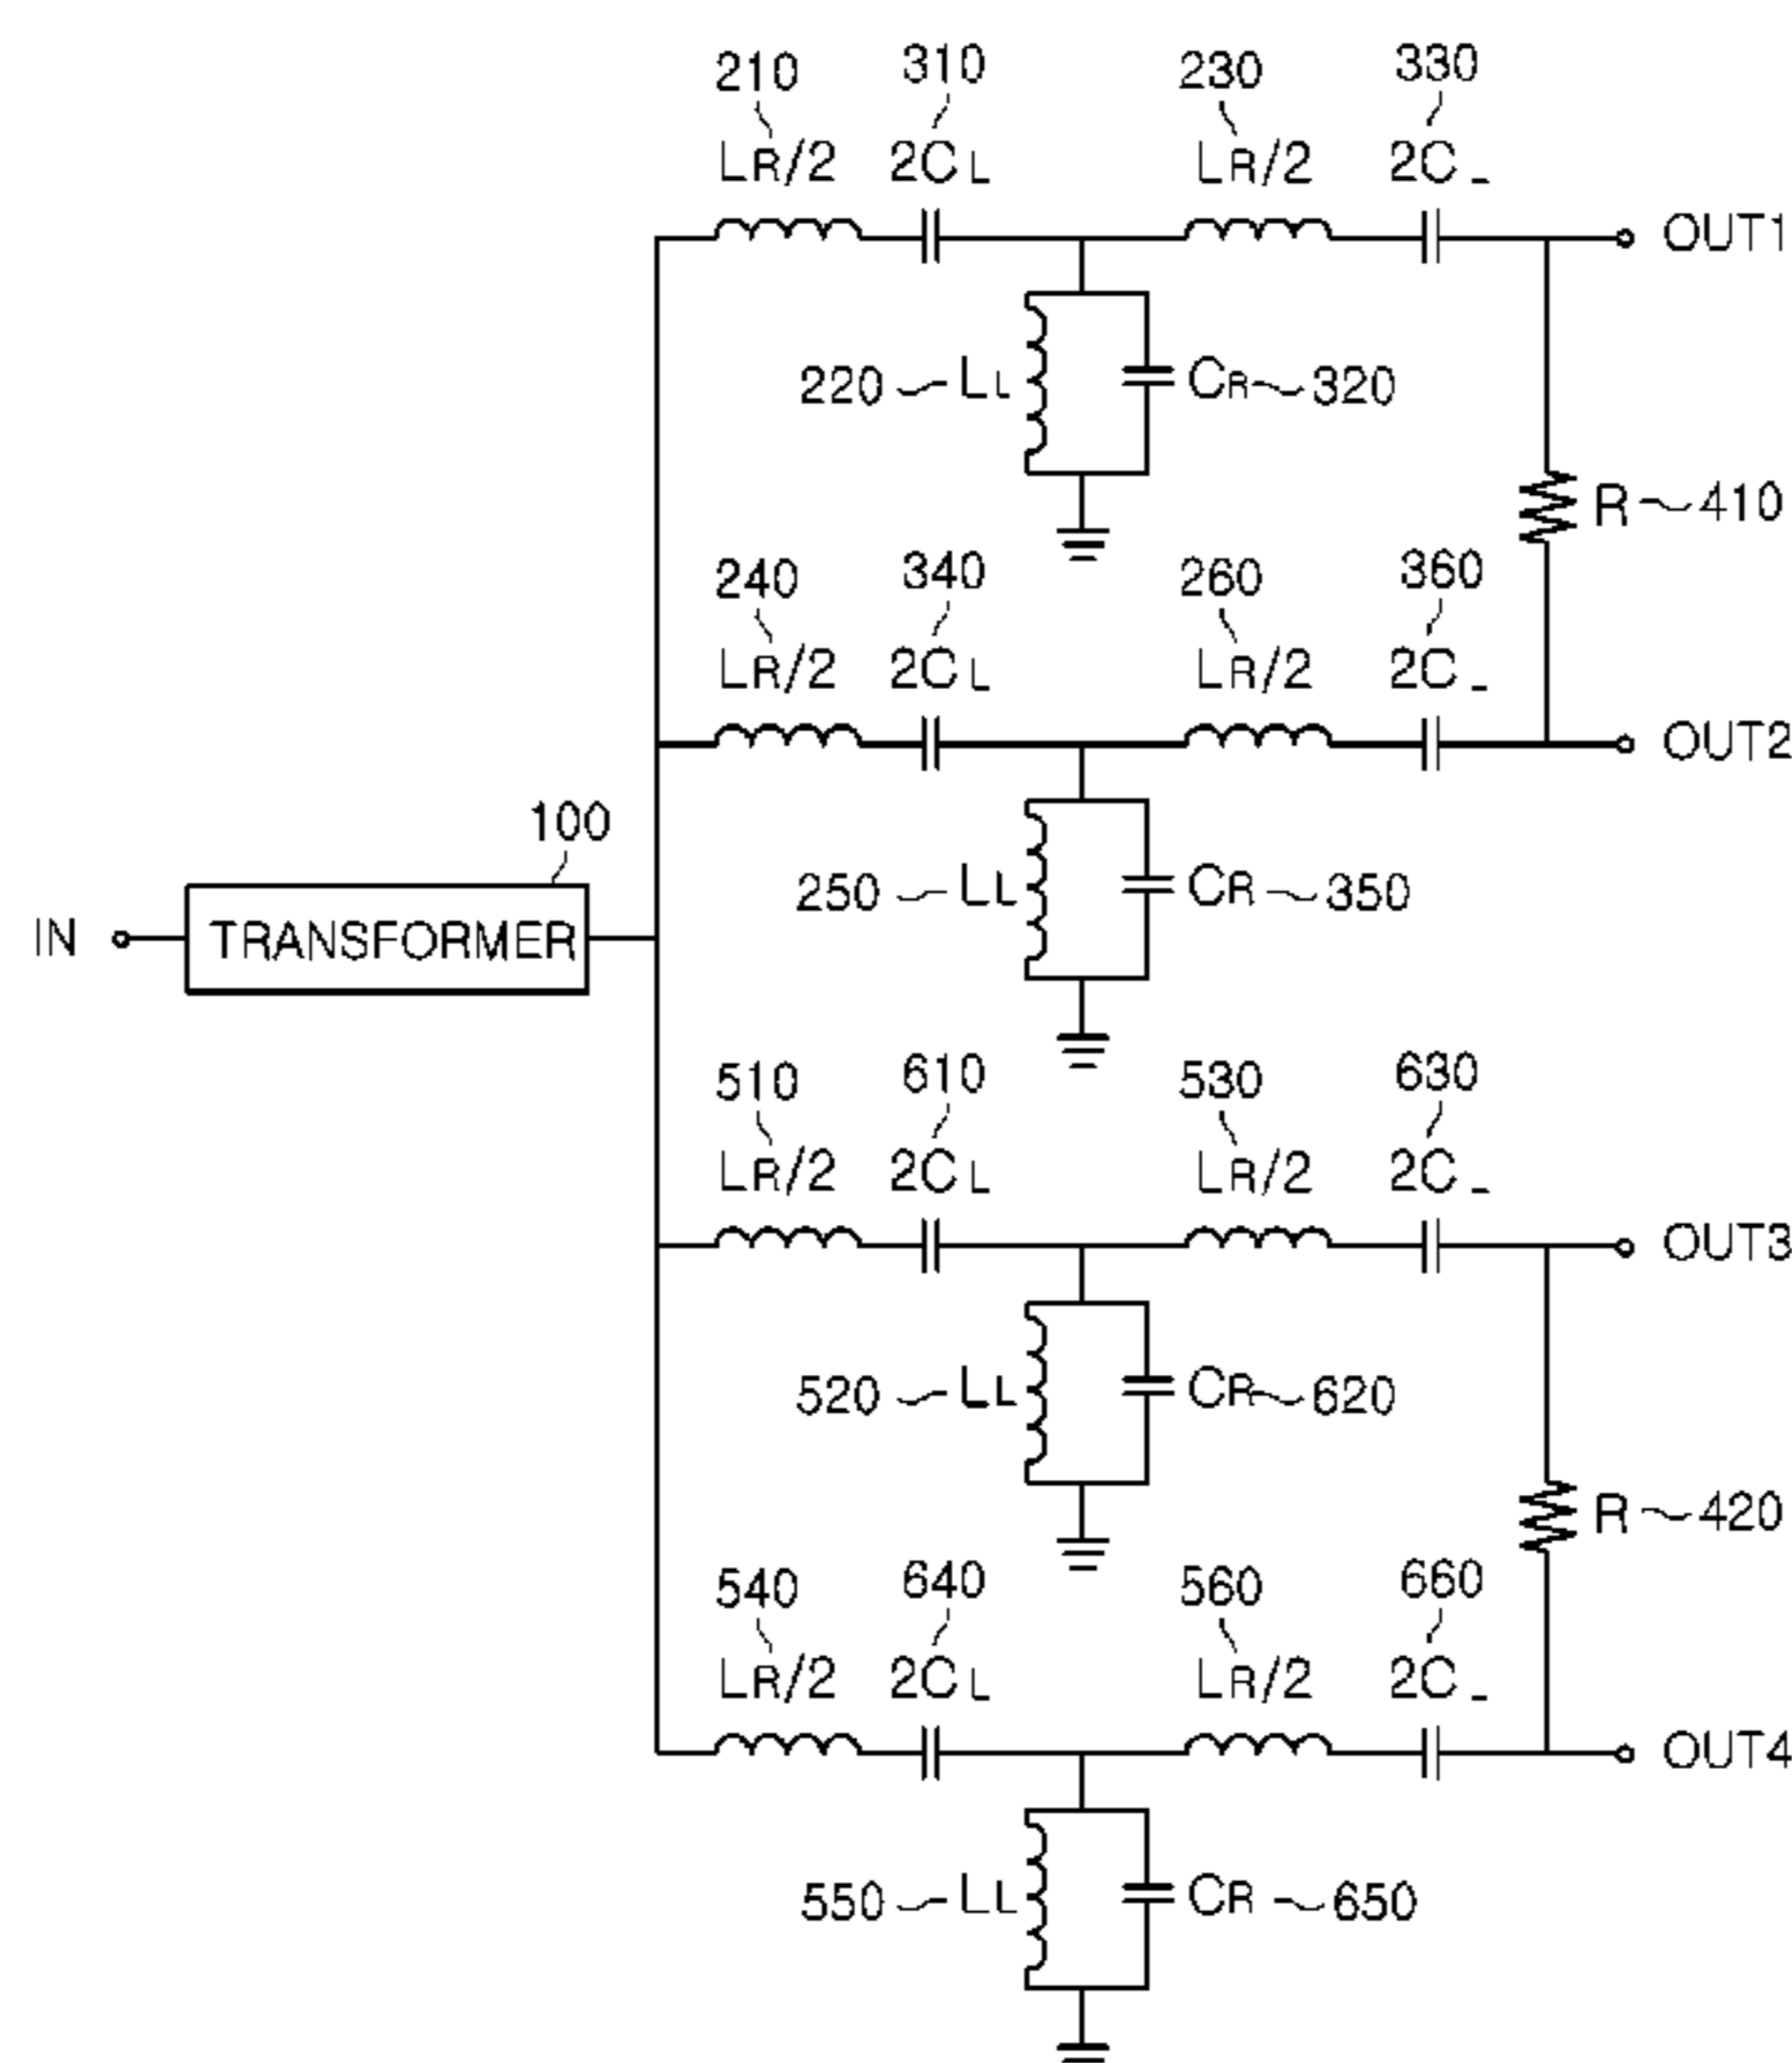 210 310 230 330
LR/2 2CL LR/2 2C
OUT1
220 LL CR 320
R 410
240 340 260 360
LR/2 2CL LR/2 2C
OUT2
100
250 LL CR 350
IN TRANSFORMER
510 610 530 630
LR/2 2CL LR/2 2C
OUT3
520 LL CR 620
R 420
540 640 560 660
LR/2 2CL LR/2 2C
OUT4
550 LL CR 650